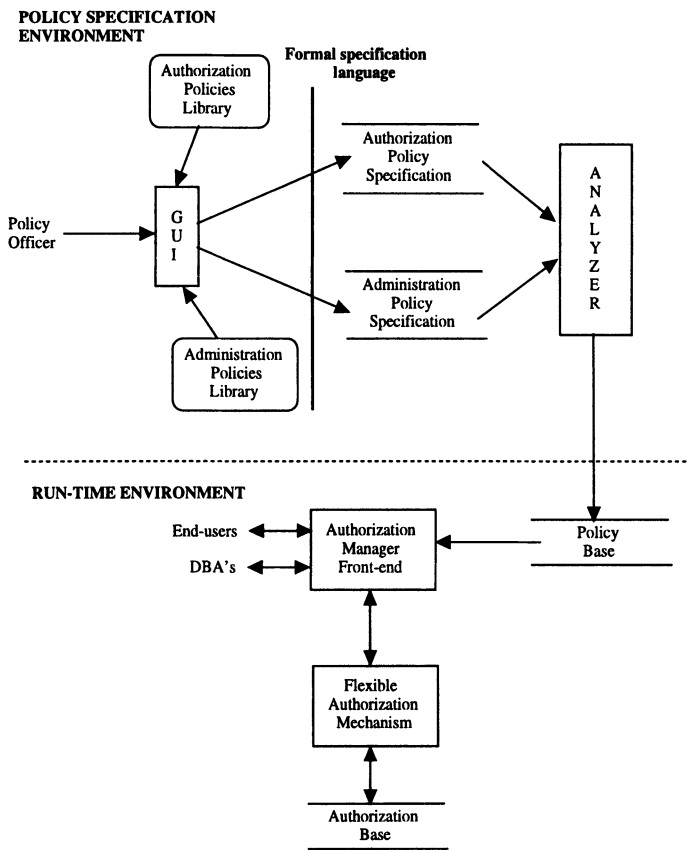 POLICY SPECIFICATION
ENVIRONMENT
Formal specification
language
Authorization
Policies
Library
Authorization
Policy
Specification
A
N
A
L
Y
Z
E
R
Policy
Officer
G
U
I
Administration
Policy
Specification
Administration
Policies
Library
RUN-TIME ENVIRONMENT
End-users
DBA's
Authorization
Manager
Front-end
Policy
Base
Flexible
Authorization
Mechanism
Authorization
Base